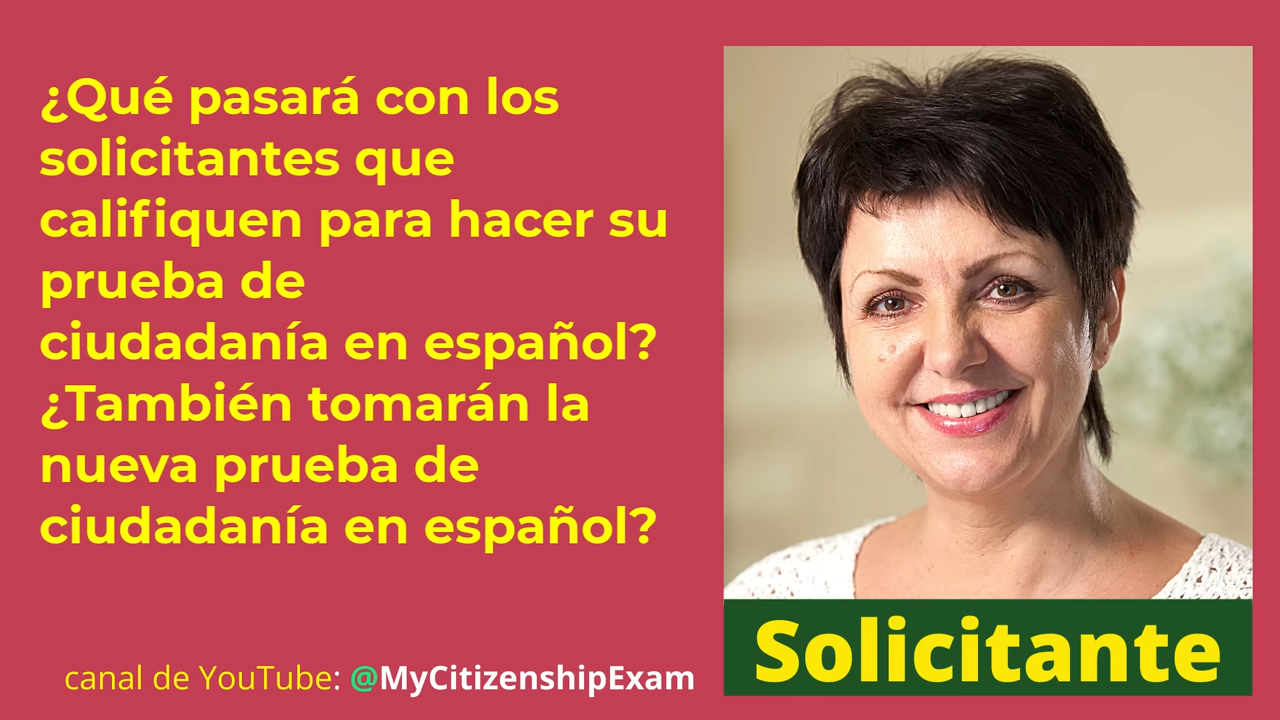 ¿Qué pasará con los
solicitantes que
califiquen para hacer su
prueba de
ciudadanía en español?
¿También tomarán la
nueva prueba de
ciudadanía en español?
canal de YouTube: @MyCitizenshipExam
Solicitante